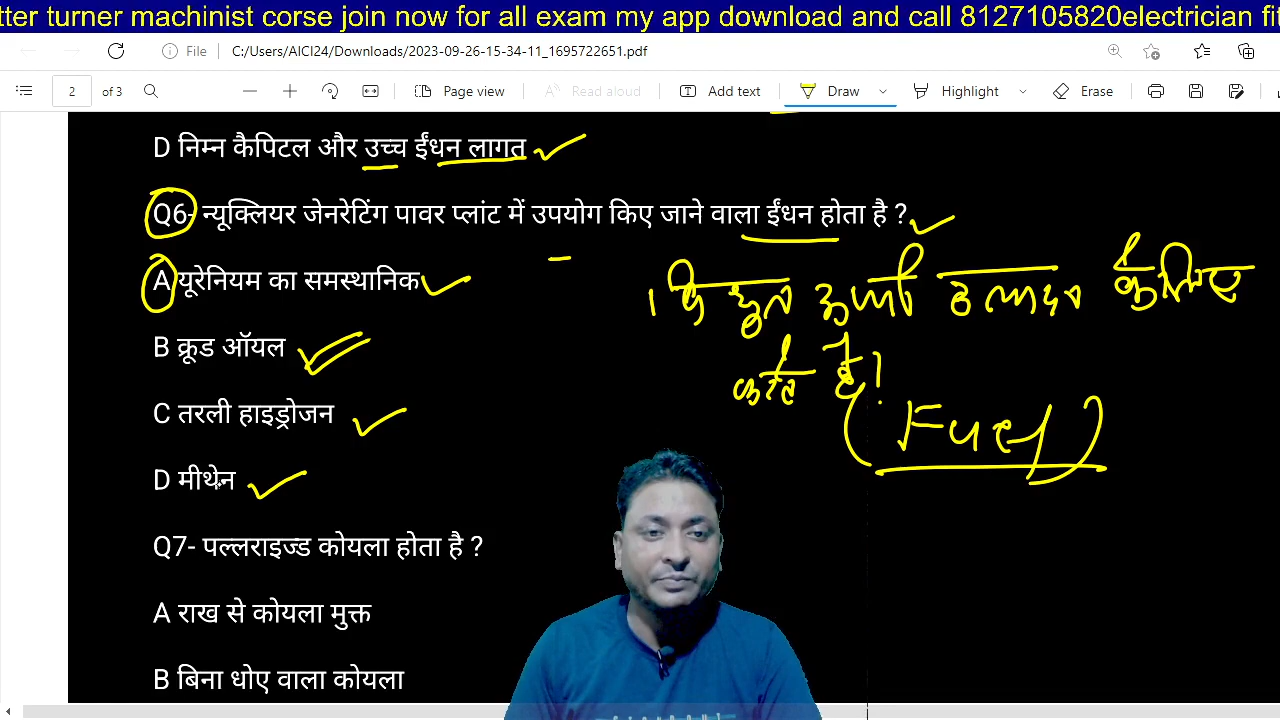 tter turner machinist corse join now for all exam my app download and call 8127105820electrician fi
File C:/Users/AICI24/Downloads/2023-09-26-15-34-11_1695722651.pdf
2 of 3 Page view Read aloud Add text Draw Highlight Erase
D निम्न कैपिटल और उच्च ईंधन लागत
Q6- न्यूक्लियर जेनरेटिंग पावर प्लांट में उपयोग किए जाने वाला ईंधन होता है ?
A यूरेनियम का समस्थानिक
उत्पादन के लिए
B क्रूड ऑयल
करते है।
C तरली हाइड्रोजन
(Fuel)
D मीथेन
Q7- पल्लराइज्ड कोयला होता है ?
A राख से कोयला मुक्त
B बिना धोए वाला कोयला